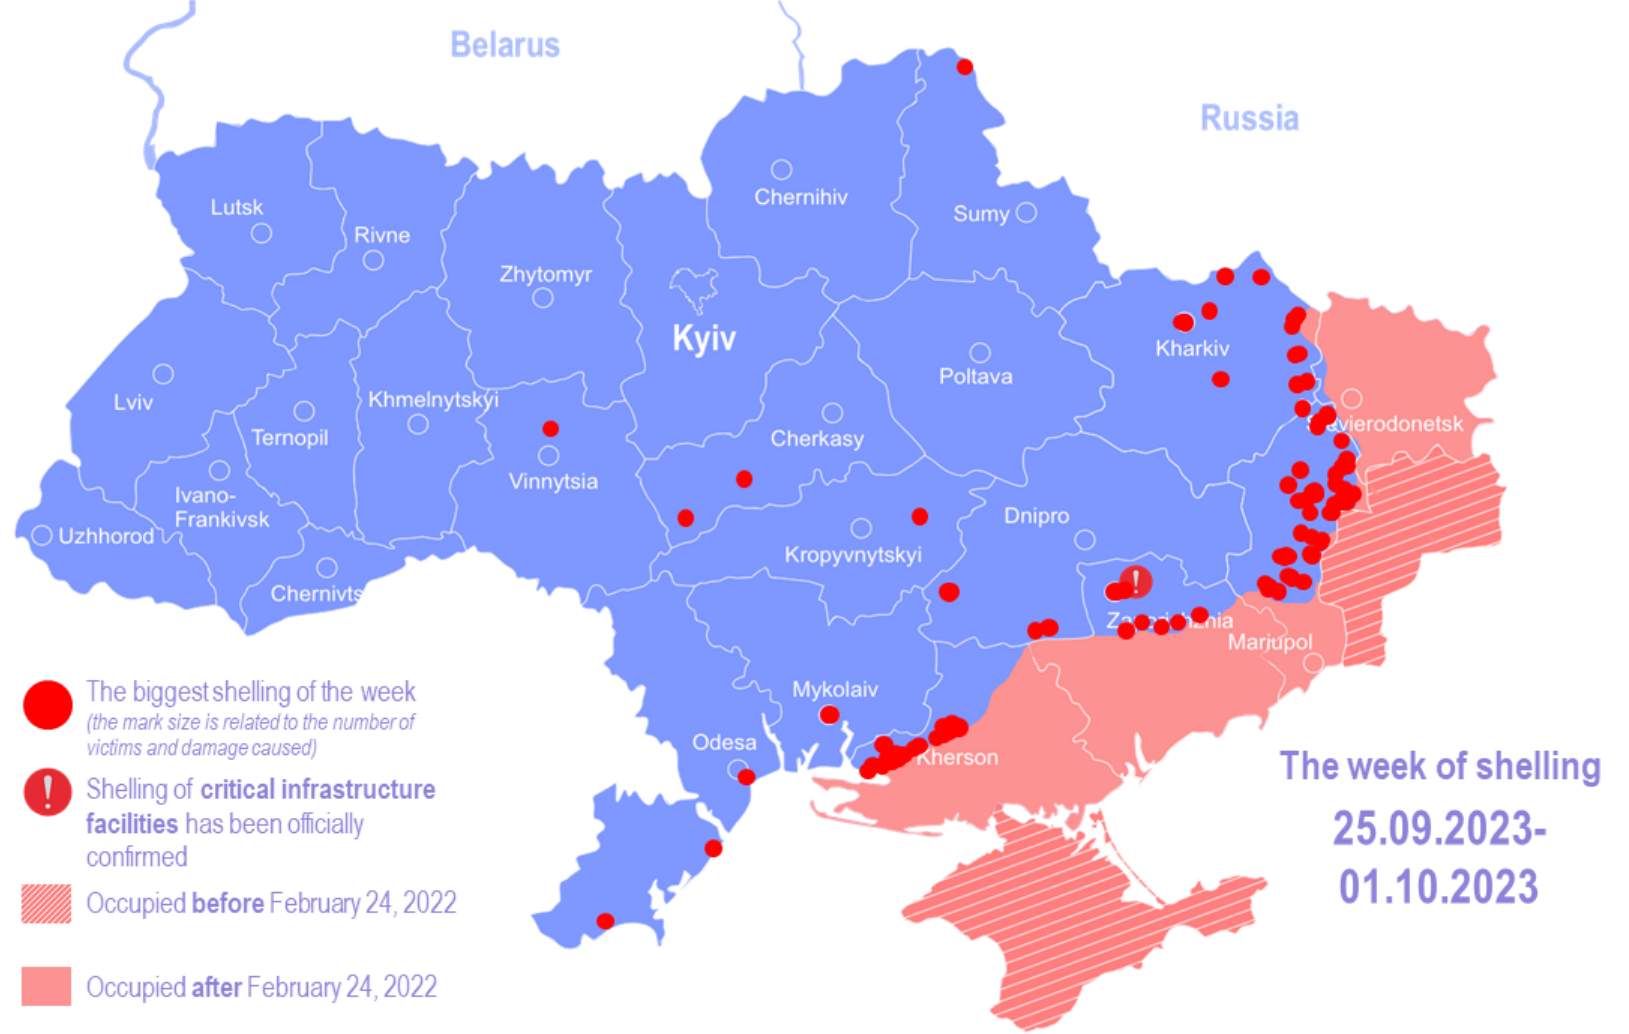 Belarus
Russia
Chernihiv
Lutsk
Sumy
Rivne
Zhytomyr
Kyiv
Kharkiv
Poltava
Lviv
Khmelnytskyi
Ternopil
Cherkasy
Vinnytsia
Ivano-
Frankivsk
Uzhhorod
Dnipro
Kropyvnytskyi
Chernivts
Mariupol
Mykolaiv
Odesa
Kherson
The biggest shelling of the week
(the mark size is related to the number of
victims and damage caused)
!
Shelling of critical infrastructure
facilities has been officially
confirmed
Occupied before February 24, 2022
Occupied after February 24, 2022
The week of shelling
25.09.2023-
01.10.2023